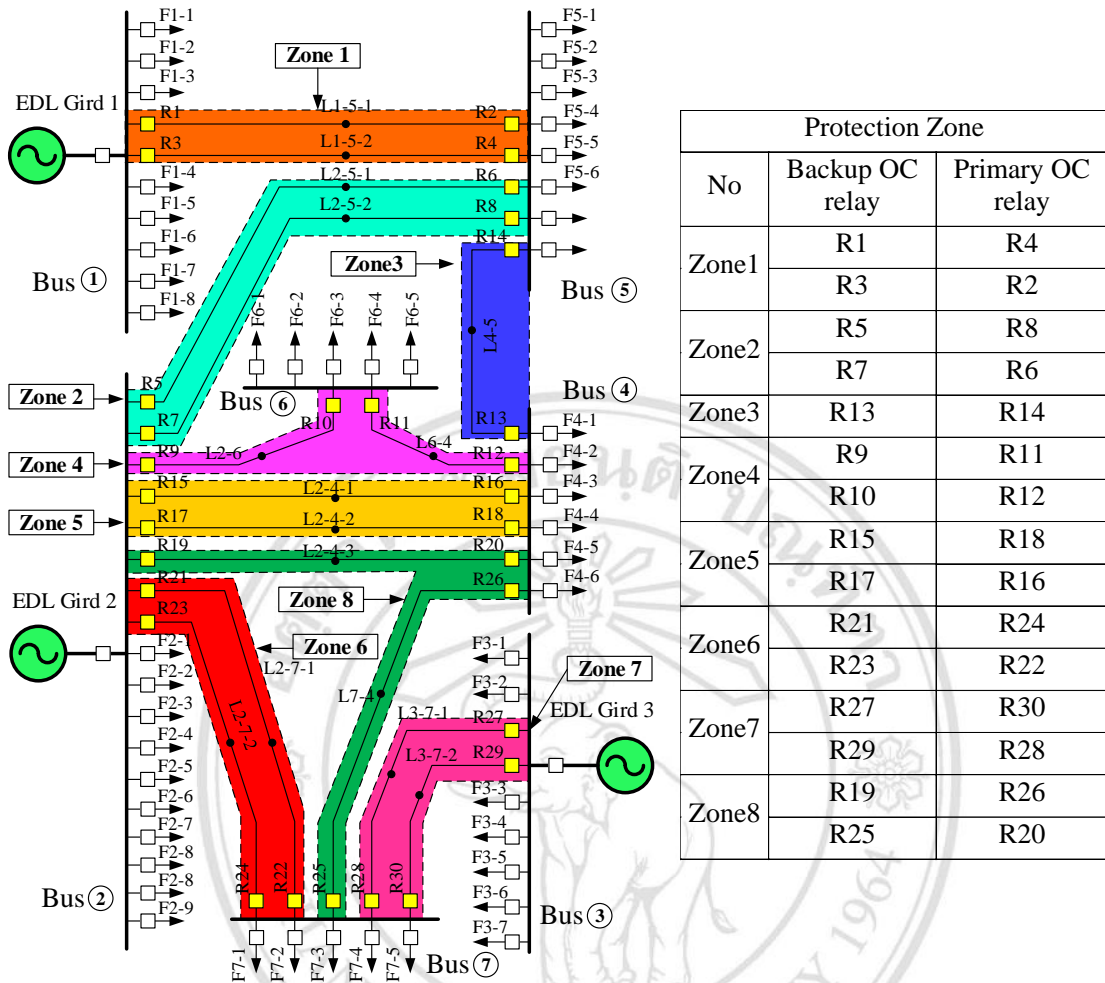 F1-1
F1-2
F1-3
EDL Gird 1
F1-4
F1-5
F1-6
F1-7
F1-8
Bus 1
Zone 1
R1
L1-5-1
R2
R3
L1-5-2
R4
F5-1
F5-2
F5-3
F5-4
F5-5
F5-6
L2-5-1
R6
L2-5-2
R8
R14
Zone3
L4-5
R13
Bus 5
F6-1
F6-2
F6-3
F6-4
F6-5
Bus 6
R5
R7
Zone 2
R10
R11
Bus 4
F4-1
F4-2
F4-3
F4-4
F4-5
F4-6
Zone 4
R9
L2-6
L6-4
R12
R15
L2-4-1
R16
Zone 5
R17
L2-4-2
R18
R19
L2-4-3
R20
R21
R26
Zone 8
EDL Gird 2
R23
Zone 6
L2-7-1
L2-7-2
L7-4
F2-1
F2-2
F2-3
F2-4
F2-5
F2-6
F2-7
F2-8
F2-8
F2-9
Bus 2
F3-1
F3-2
Zone 7
L3-7-1
R27
EDL Gird 3
L3-7-2
R29
F3-3
F3-4
F3-5
F3-6
F3-7
Bus 3
R24
R22
R25
R28
R30
F7-1
F7-2
F7-3
F7-4
F7-5
Bus 7
Protection Zone
No Backup OC relay Primary OC relay
Zone1 R1 R4
R3 R2
Zone2 R5 R8
R7 R6
Zone3 R13 R14
Zone4 R9 R11
R10 R12
Zone5 R15 R18
R17 R16
Zone6 R21 R24
R23 R22
Zone7 R27 R30
R29 R28
Zone8 R19 R26
R25 R20
1964